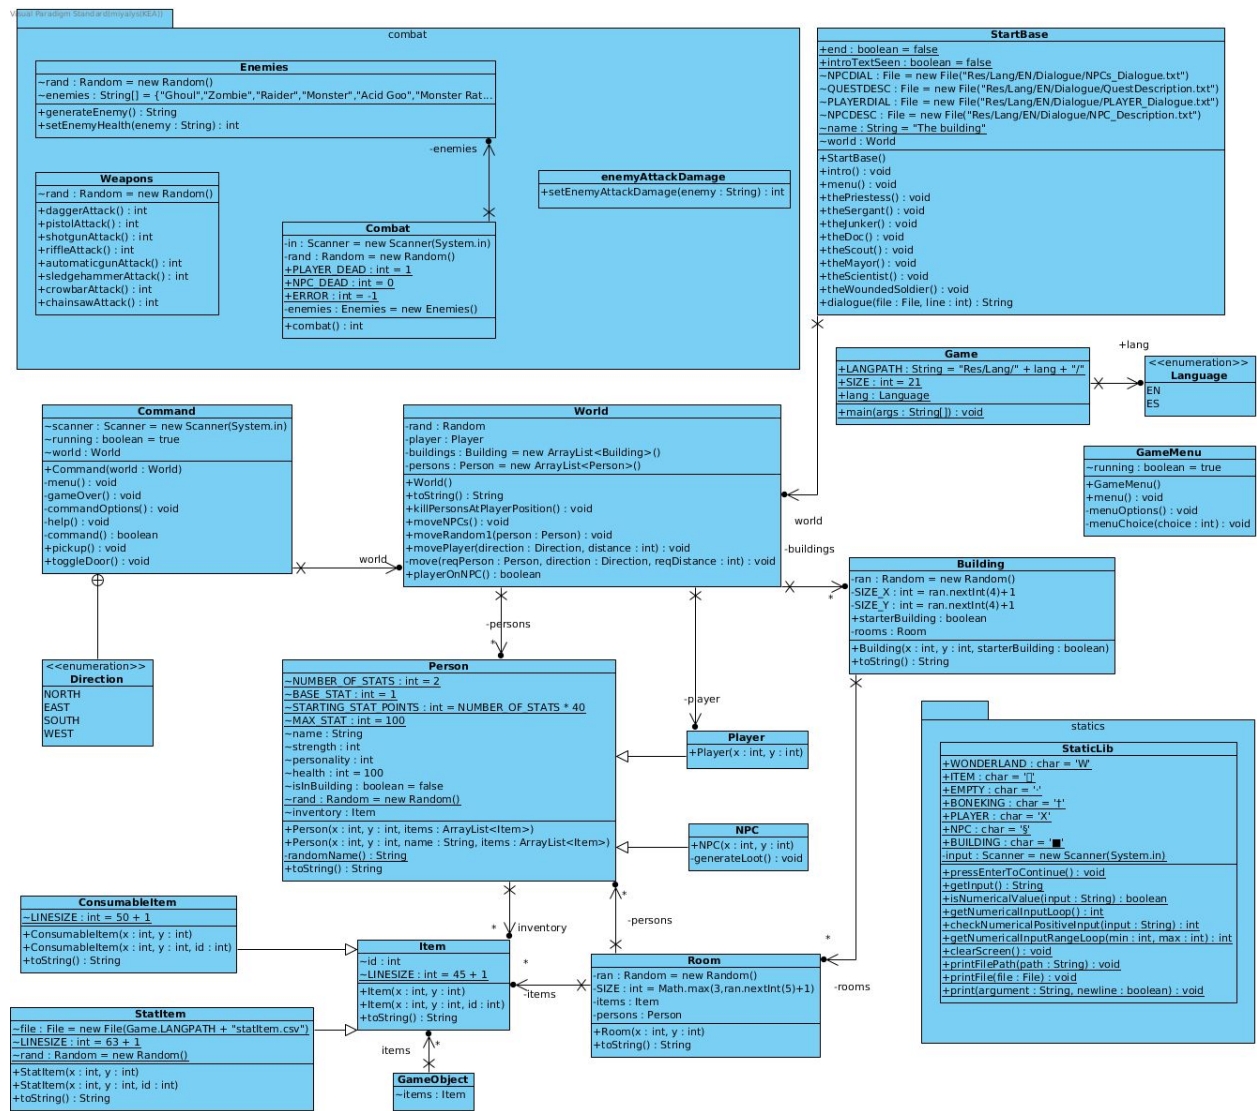 Visual Paradigm Standard(miyalys(KEA))
combat
Enemies
~rand : Random = new Random()
~enemies : String[] = {"Ghoul","Zombie","Raider","Monster","Acid Goo","Monster Rat...
+generateEnemy() : String
+setEnemyHealth(enemy : String) : int
-enemies
Weapons
~rand : Random = new Random()
+daggerAttack() : int
+pistolAttack() : int
+shotgunAttack() : int
+riffleAttack() : int
+automaticgunAttack() : int
+sledgehammerAttack() : int
+crowbarAttack() : int
+chainsawAttack() : int
enemyAttackDamage
+setEnemyAttackDamage(enemy : String) : int
Combat
-in : Scanner = new Scanner(System.in)
-rand : Random = new Random()
+PLAYER_DEAD : int = 1
+NPC_DEAD : int = 0
+ERROR : int = -1
-enemies : Enemies = new Enemies()
+combat() : int
StartBase
+end : boolean = false
+introTextSeen : boolean = false
~NPCDIAL : File = new File("Res/Lang/EN/Dialogue/NPCs_Dialogue.txt")
~QUESTDESC : File = new File("Res/Lang/EN/Dialogue/QuestDescription.txt")
~PLAYERDIAL : File = new File("Res/Lang/EN/Dialogue/PLAYER_Dialogue.txt")
~NPCDESC : File = new File("Res/Lang/EN/Dialogue/NPC_Description.txt")
~name : String = "The building"
~world : World
+StartBase()
+intro() : void
+menu() : void
+thePriestess() : void
+theSergant() : void
+theJunker() : void
+theDoc() : void
+theScout() : void
+theMayor() : void
+theScientist() : void
+theWoundedSoldier() : void
+dialogue(file : File, line : int) : String
Game
+LANGPATH : String = "Res/Lang/" + lang + "/"
+SIZE : int = 21
+lang : Language
+main(args : String[]) : void
+lang
<<enumeration>>
Language
EN
ES
Command
~scanner : Scanner = new Scanner(System.in)
~running : boolean = true
~world : World
+Command(world : World)
-menu() : void
-gameOver() : void
-commandOptions() : void
-help() : void
-command() : boolean
+pickup() : void
+toggleDoor() : void
world
World
-rand : Random
-player : Player
-buildings : Building = new ArrayList<Building>()
-persons : Person = new ArrayList<Person>()
+World()
+toString() : String
+killPersonsAtPlayerPosition() : void
+moveNPCs() : void
+moveRandom1(person : Person) : void
+movePlayer(direction : Direction, distance : int) : void
-move(reqPerson : Person, direction : Direction, reqDistance : int) : void
+playerOnNPC() : boolean
world
-buildings
*
GameMenu
~running : boolean = true
+GameMenu()
+menu() : void
-menuOptions() : void
-menuChoice(choice : int) : void
Building
-ran : Random = new Random()
-SIZE_X : int = ran.nextInt(4)+1
-SIZE_Y : int = ran.nextInt(4)+1
+starterBuilding : boolean
-rooms : Room
+Building(x : int, y : int, starterBuilding : boolean)
+toString() : String
<<enumeration>>
Direction
NORTH
EAST
SOUTH
WEST
-persons
*
Person
~NUMBER_OF_STATS : int = 2
~BASE_STAT : int = 1
~STARTING_STAT_POINTS : int = NUMBER_OF_STATS * 40
~MAX_STAT : int = 100
~name : String
~strength : int
~personality : int
~health : int = 100
~isInBuilding : boolean = false
~rand : Random = new Random()
~inventory : Item
+Person(x : int, y : int, items : ArrayList<Item>)
+Person(x : int, y : int, name : String, items : ArrayList<Item>)
-randomName() : String
+toString() : String
-player
Player
+Player(x : int, y : int)
NPC
+NPC(x : int, y : int)
-generateLoot() : void
statics
StaticLib
+WONDERLAND : char = 'W'
+ITEM : char = '▯'
+EMPTY : char = '·'
+BONEKING : char = '†'
+PLAYER : char = 'X'
+NPC : char = '§'
+BUILDING : char = '■'
-input : Scanner = new Scanner(System.in)
+pressEnterToContinue() : void
+getInput() : String
+isNumericalValue(input : String) : boolean
+getNumericalInputLoop() : int
+checkNumericalPositiveInput(input : String) : int
+getNumericalInputRangeLoop(min : int, max : int) : int
+clearScreen() : void
+printFilePath(path : String) : void
+printFile(file : File) : void
+print(argument : String, newline : boolean) : void
ConsumableItem
~LINESIZE : int = 50 + 1
+ConsumableItem(x : int, y : int)
+ConsumableItem(x : int, y : int, id : int)
+toString() : String
* inventory
*
-persons
Item
~id : int
~LINESIZE : int = 45 + 1
+Item(x : int, y : int)
+Item(x : int, y : int, id : int)
+toString() : String
*
-items
Room
-ran : Random = new Random()
-SIZE : int = Math.max(3,ran.nextInt(5)+1)
-items : Item
-persons : Person
+Room(x : int, y : int)
+toString() : String
*
-rooms
StatItem
~file : File = new File(Game.LANGPATH + "statItem.csv")
~LINESIZE : int = 63 + 1
~rand : Random = new Random()
+StatItem(x : int, y : int)
+StatItem(x : int, y : int, id : int)
+toString() : String
items
*
GameObject
~items : Item